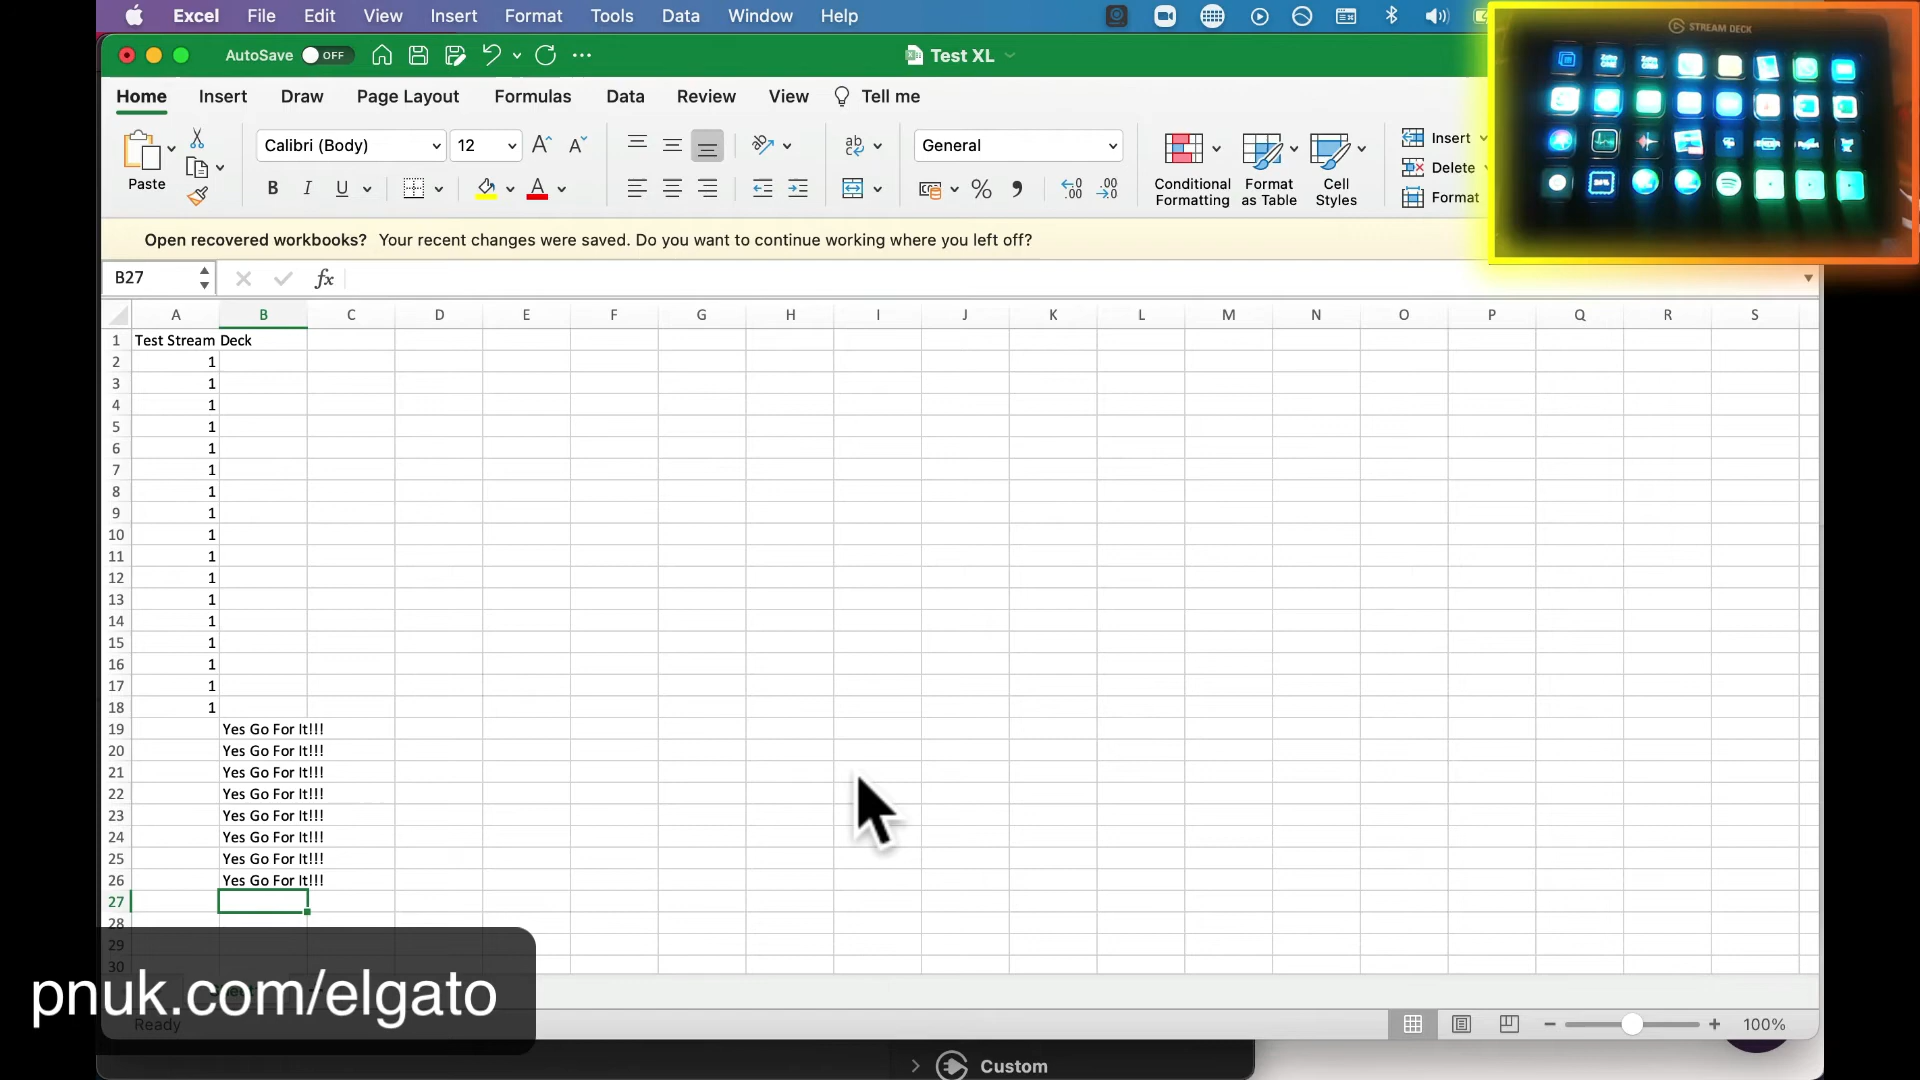 Excel File Edit View Insert Format Tools Data Window Help
STREAM DECK
AutoSave OFF
Test XL
Home Insert Draw Page Layout Formulas Data Review View Tell me
Paste
Calibri (Body) 12
General
B I U
Conditional Formatting
Format as Table
Cell Styles
Insert
Delete
Format
Open recovered workbooks? Your recent changes were saved. Do you want to continue working where you left off?
B27 fx
A B C D E F G H I J K L M N O P Q R S
1 Test Stream Deck
2 1
3 1
4 1
5 1
6 1
7 1
8 1
9 1
10 1
11 1
12 1
13 1
14 1
15 1
16 1
17 1
18 1
19 Yes Go For It!!!
20 Yes Go For It!!!
21 Yes Go For It!!!
22 Yes Go For It!!!
23 Yes Go For It!!!
24 Yes Go For It!!!
25 Yes Go For It!!!
26 Yes Go For It!!!
27
28
29
30
pnuk.com/elgato
Ready
100%
Custom